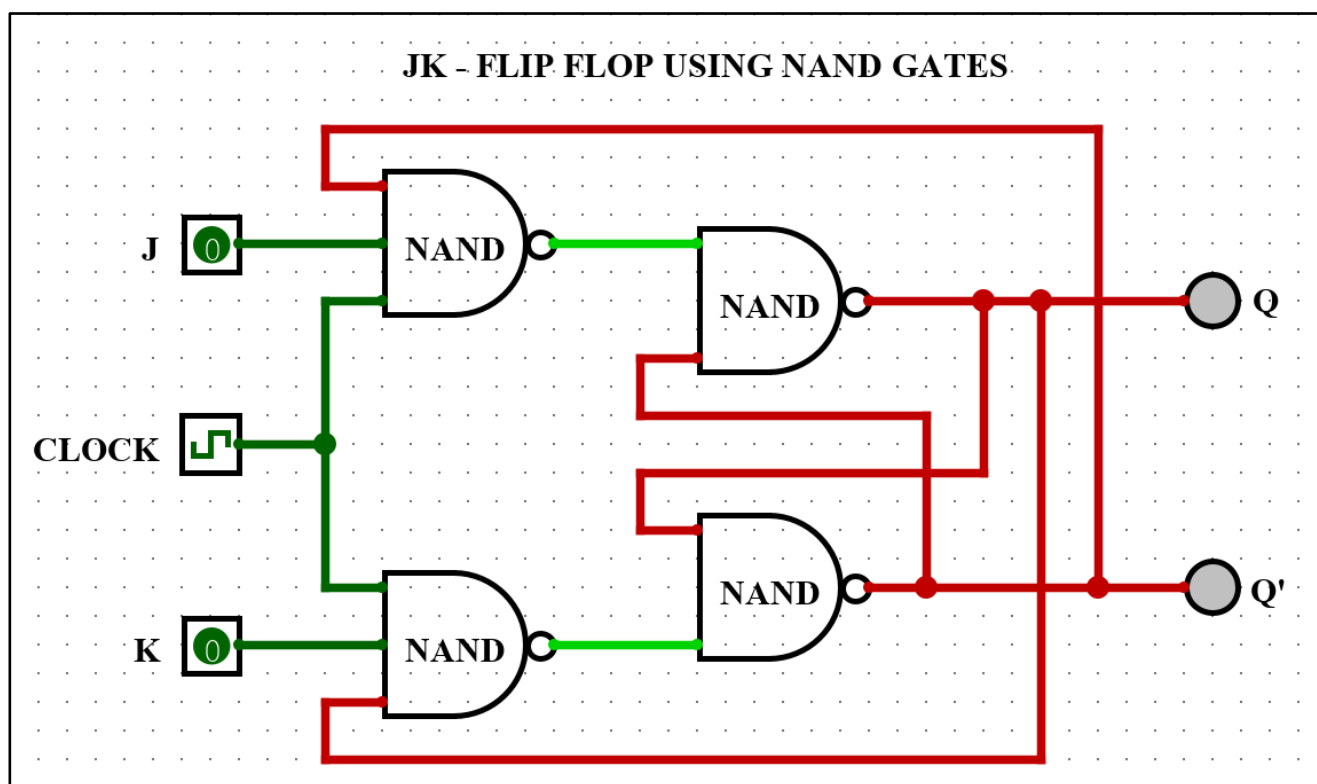 JK - FLIP FLOP USING NAND GATES
NAND
J
0
NAND
Q
CLOCK
NAND
Q'
K
0
NAND